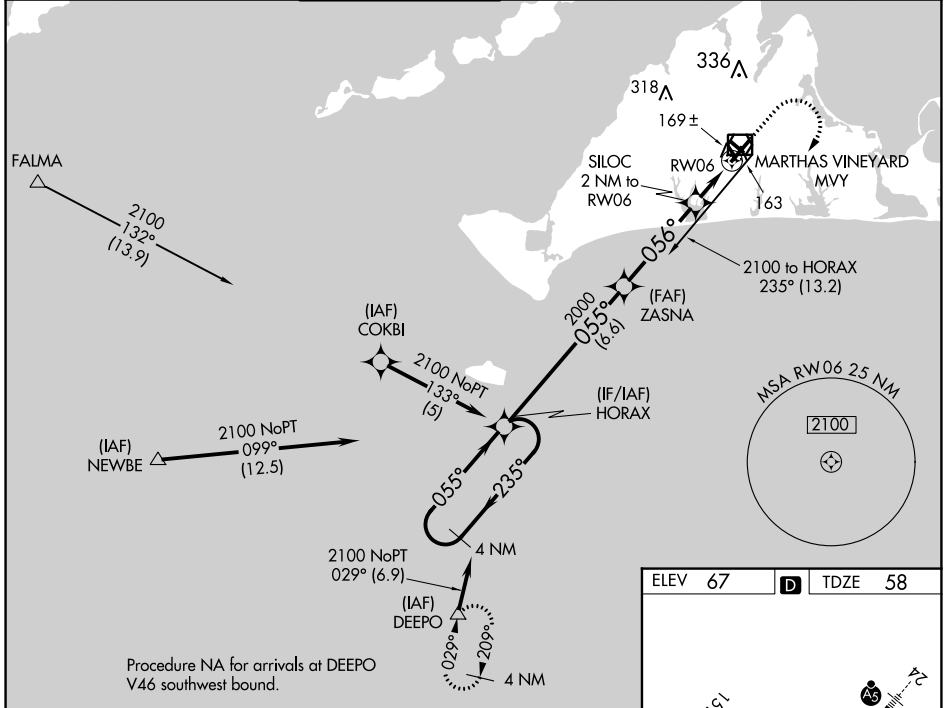 336
318
169±
FALMA
SILOC
2 NM to
RW06
RW06
MARTHAS VINEYARD
MVY
163
2100
132°
(13.9)
056°
2100 to HORAX
235° (13.2)
(FAF)
ZASNA
2000
055°
(6.6)
(IAF)
COKBI
2100 NoPT
133°
(5)
(IF/IAF)
HORAX
MSA RW06 25 NM
2100
(IAF)
NEWBE
2100 NoPT
099°
(12.5)
055°
235°
4 NM
2100 NoPT
029° (6.9)
(IAF)
DEEPO
029°
209°
4 NM
Procedure NA for arrivals at DEEPO
V46 southwest bound.
ELEV 67 D TDZE 58
A5
24
15